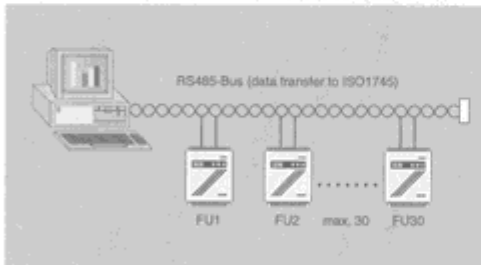 RS485-Bus (data transfer to ISO1745)
FU1 FU2 max, 30 FU30